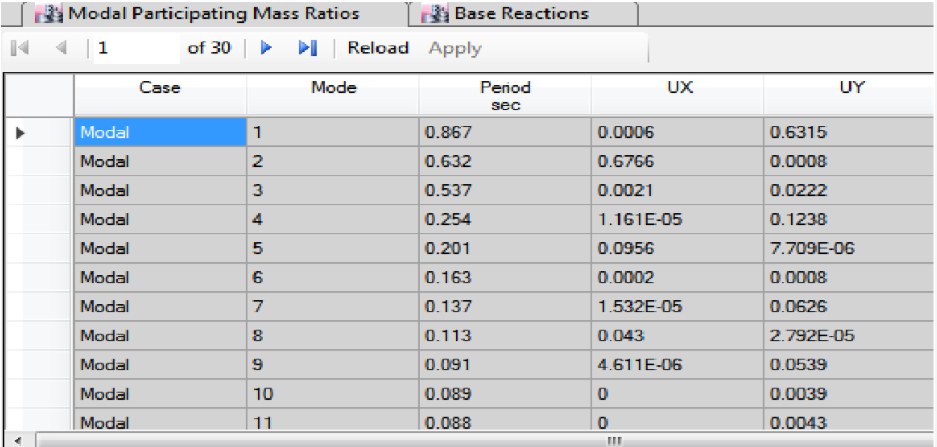 Modal Participating Mass Ratios Base Reactions
1 of 30 Reload Apply
Case Mode Period sec UX UY
Modal 1 0.867 0.0006 0.6315
Modal 2 0.632 0.6766 0.0008
Modal 3 0.537 0.0021 0.0222
Modal 4 0.254 1.161E-05 0.1238
Modal 5 0.201 0.0956 7.709E-06
Modal 6 0.163 0.0002 0.0008
Modal 7 0.137 1.532E-05 0.0626
Modal 8 0.113 0.043 2.792E-05
Modal 9 0.091 4.611E-06 0.0539
Modal 10 0.089 0 0.0039
Modal 11 0.088 0 0.0043